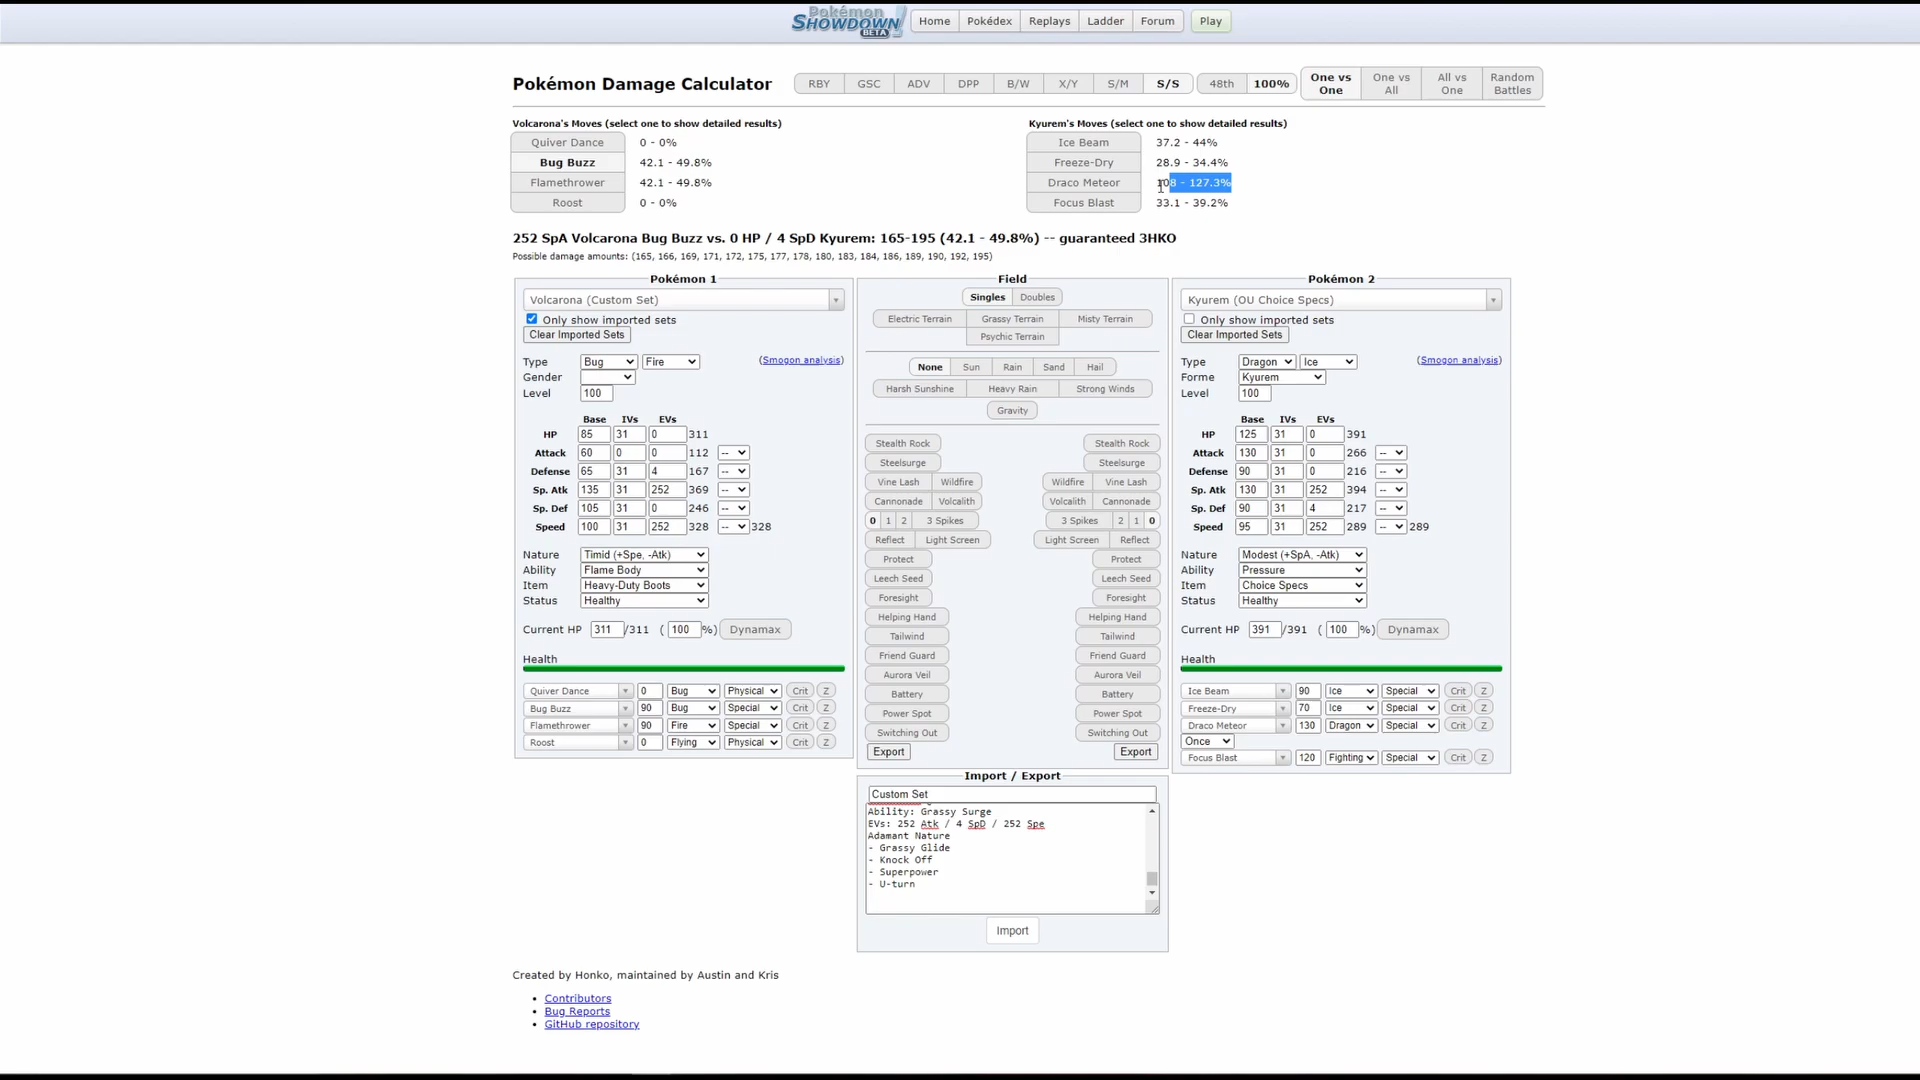 Pokémon SHOWDOWN! BETA Home Pokédex Replays Ladder Forum Play
Pokémon Damage Calculator RBY GSC ADV DPP B/W X/Y S/M S/S 48th 100% One vs One One vs All All vs One Random Battles
Volcarona's Moves (select one to show detailed results)
Quiver Dance 0 - 0%
Bug Buzz 42.1 - 49.8%
Flamethrower 42.1 - 49.8%
Roost 0 - 0%
Kyurem's Moves (select one to show detailed results)
Ice Beam 37.2 - 44%
Freeze-Dry 28.9 - 34.4%
Draco Meteor 108 - 127.3%
Focus Blast 33.1 - 39.2%
252 SpA Volcarona Bug Buzz vs. 0 HP / 4 SpD Kyurem: 165-195 (42.1 - 49.8%) -- guaranteed 3HKO
Possible damage amounts: (165, 166, 169, 171, 172, 175, 177, 178, 180, 183, 184, 186, 189, 190, 192, 195)
Pokémon 1
Volcarona (Custom Set)
Only show imported sets
Clear Imported Sets
Type Bug Fire (Smogon analysis)
Gender
Level 100
Base IVs EVs
HP 85 31 0 311
Attack 60 0 0 112 --
Defense 65 31 4 167 --
Sp. Atk 135 31 252 369 --
Sp. Def 105 31 0 246 --
Speed 100 31 252 328 -- 328
Nature Timid (+Spe, -Atk)
Ability Flame Body
Item Heavy-Duty Boots
Status Healthy
Current HP 311 /311 ( 100 %) Dynamax
Health
Quiver Dance 0 Bug Physical Crit Z
Bug Buzz 90 Bug Special Crit Z
Flamethrower 90 Fire Special Crit Z
Roost 0 Flying Physical Crit Z
Field
Singles Doubles
Electric Terrain Grassy Terrain Misty Terrain
Psychic Terrain
None Sun Rain Sand Hail
Harsh Sunshine Heavy Rain Strong Winds
Gravity
Stealth Rock Stealth Rock
Steelsurge Steelsurge
Vine Lash Wildfire Wildfire Vine Lash
Cannonade Volcalith Volcalith Cannonade
0 1 2 3 Spikes 3 Spikes 2 1 0
Reflect Light Screen Light Screen Reflect
Protect Protect
Leech Seed Leech Seed
Foresight Foresight
Helping Hand Helping Hand
Tailwind Tailwind
Friend Guard Friend Guard
Aurora Veil Aurora Veil
Battery Battery
Power Spot Power Spot
Switching Out Switching Out
Export Export
Import / Export
Custom Set
Ability: Grassy Surge
EVs: 252 Atk / 4 SpD / 252 Spe
Adamant Nature
- Grassy Glide
- Knock Off
- Superpower
- U-turn
Import
Pokémon 2
Kyurem (OU Choice Specs)
Only show imported sets
Clear Imported Sets
Type Dragon Ice (Smogon analysis)
Forme Kyurem
Level 100
Base IVs EVs
HP 125 31 0 391
Attack 130 31 0 266 --
Defense 90 31 0 216 --
Sp. Atk 130 31 252 394 --
Sp. Def 90 31 4 217 --
Speed 95 31 252 289 -- 289
Nature Modest (+SpA, -Atk)
Ability Pressure
Item Choice Specs
Status Healthy
Current HP 391 /391 ( 100 %) Dynamax
Health
Ice Beam 90 Ice Special Crit Z
Freeze-Dry 70 Ice Special Crit Z
Draco Meteor 130 Dragon Special Crit Z
Once
Focus Blast 120 Fighting Special Crit Z
Created by Honko, maintained by Austin and Kris
• Contributors
• Bug Reports
• GitHub repository